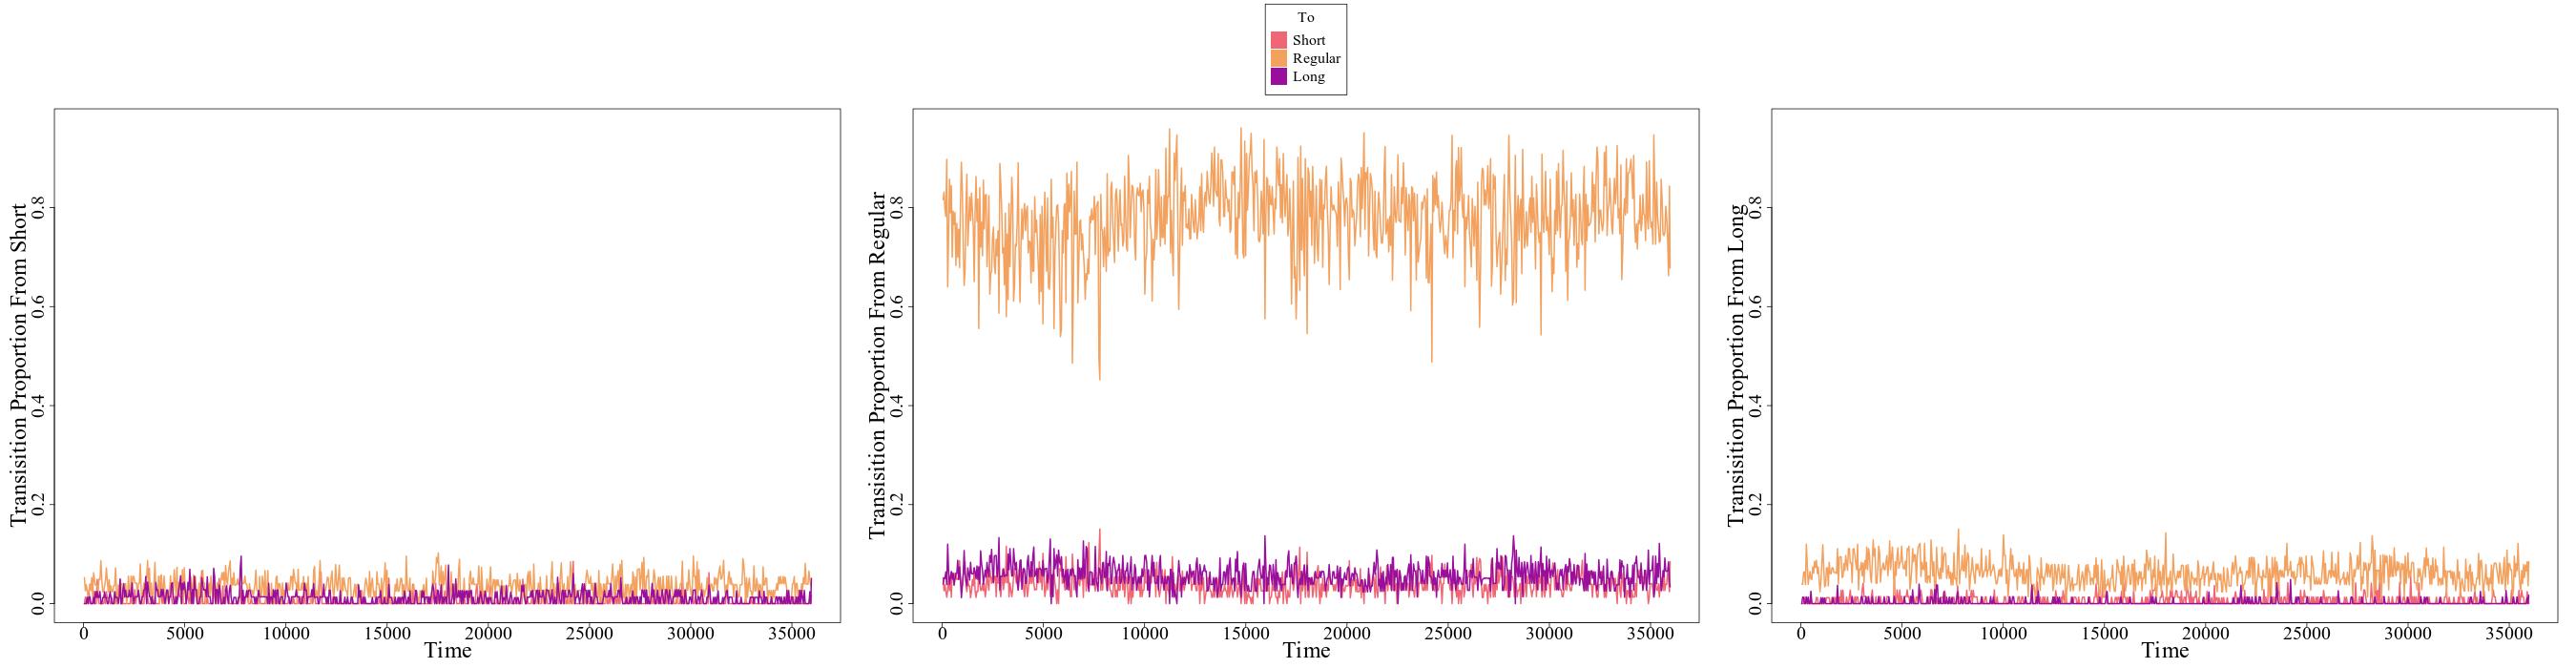 To
Short
Regular
Long
Transisition Proportion From Short
0.0 0.2 0.4 0.6 0.8
0 5000 10000 15000 20000 25000 30000 35000
Time
Transisition Proportion From Regular
0.0 0.2 0.4 0.6 0.8
0 5000 10000 15000 20000 25000 30000 35000
Time
Transisition Proportion From Long
0.0 0.2 0.4 0.6 0.8
0 5000 10000 15000 20000 25000 30000 35000
Time